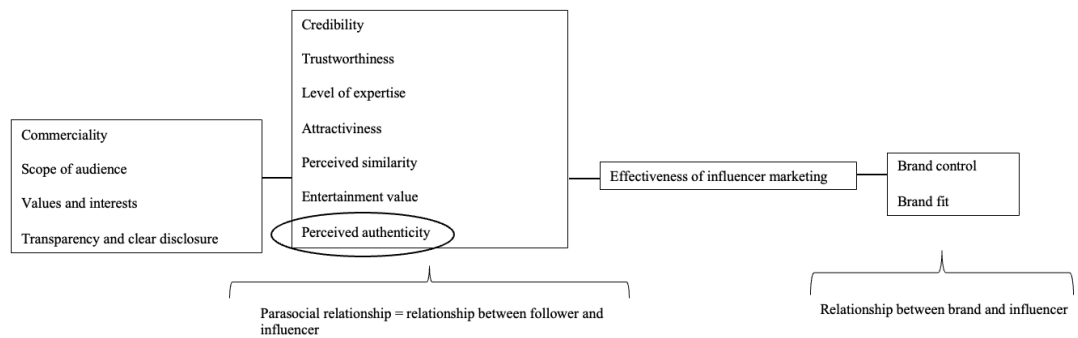 Commerciality
Scope of audience
Values and interests
Transparency and clear disclosure
Credibility
Trustworthiness
Level of expertise
Attractiviness
Perceived similarity
Entertainment value
Perceived authenticity
Effectiveness of influencer marketing
Brand control
Brand fit
Parasocial relationship = relationship between follower and
influencer
Relationship between brand and influencer